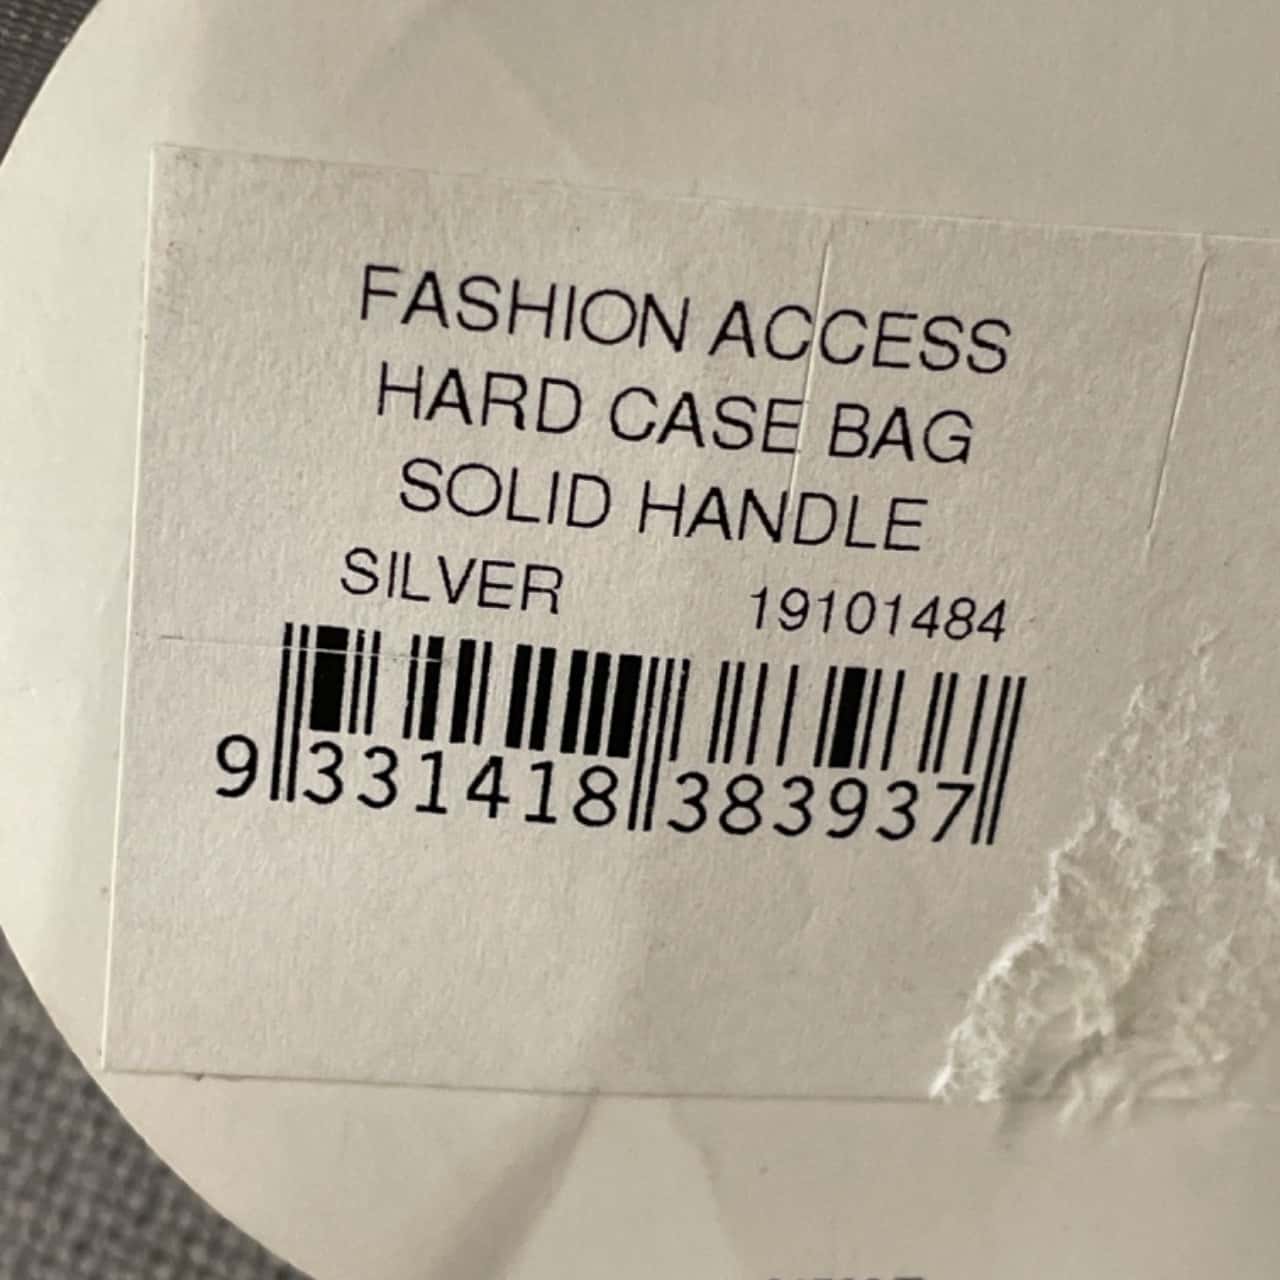 FASHION ACCESS
HARD CASE BAG
SOLID HANDLE
SILVER 19101484
9 331418 383937